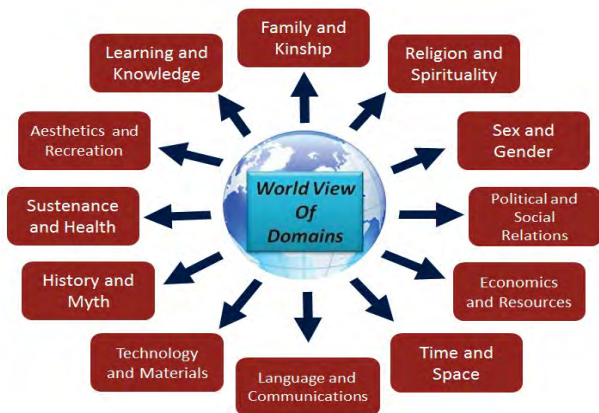 Family and
Kinship
Religion and
Spirituality
Sex and
Gender
Political and
Social
Relations
Economics
and Resources
Time and
Space
Language and
Communications
Technology
and Materials
History and
Myth
Sustenance
and Health
Aesthetics and
Recreation
Learning and
Knowledge
World View
Of
Domains